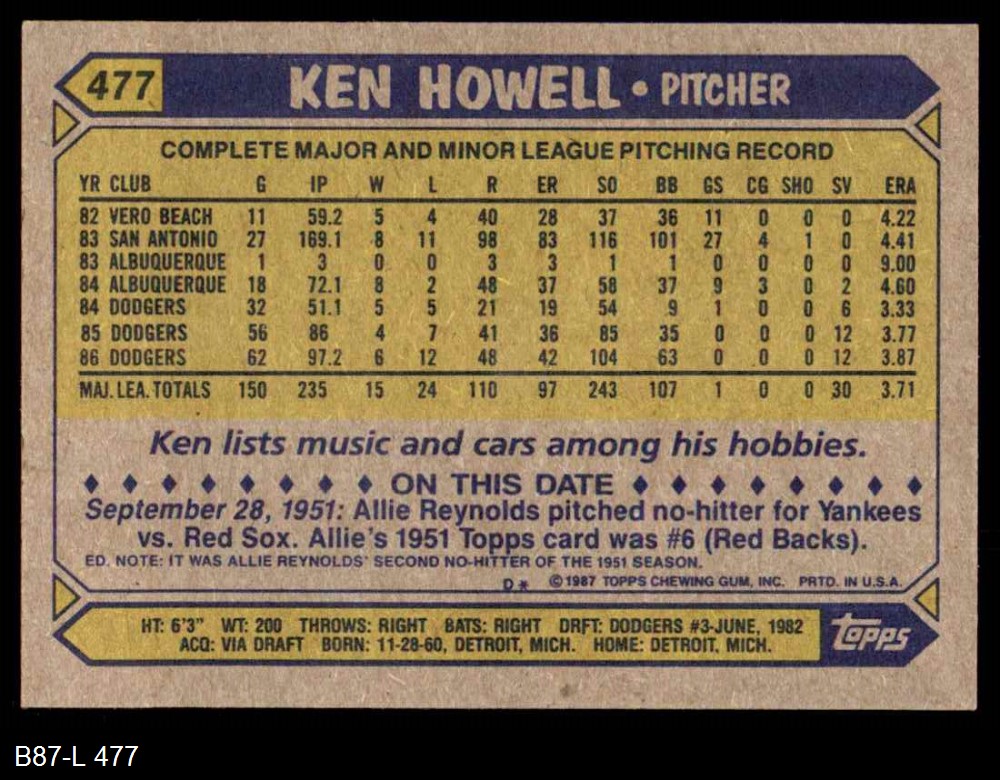 477 KEN HOWELL • PITCHER
COMPLETE MAJOR AND MINOR LEAGUE PITCHING RECORD
YR CLUB G IP W L R ER SO BB GS CG SHO SV ERA
82 VERO BEACH 11 59.2 5 4 40 28 37 36 11 0 0 0 4.22
83 SAN ANTONIO 27 169.1 8 11 98 83 116 101 27 4 1 0 4.41
83 ALBUQUERQUE 1 3 0 0 3 3 1 1 0 0 0 0 9.00
84 ALBUQUERQUE 18 72.1 8 2 48 37 58 37 9 3 0 2 4.60
84 DODGERS 32 51.1 5 5 21 19 54 9 1 0 0 6 3.33
85 DODGERS 56 86 4 7 41 36 85 35 0 0 0 12 3.77
86 DODGERS 62 97.2 6 12 48 42 104 63 0 0 0 12 3.87
MAJ. LEA. TOTALS 150 235 15 24 110 97 243 107 1 0 0 30 3.71
Ken lists music and cars among his hobbies.
♦ ♦ ♦ ♦ ♦ ♦ ♦ ♦ ON THIS DATE ♦ ♦ ♦ ♦ ♦ ♦ ♦ ♦
September 28, 1951: Allie Reynolds pitched no-hitter for Yankees
vs. Red Sox. Allie's 1951 Topps card was #6 (Red Backs).
ED. NOTE: IT WAS ALLIE REYNOLDS' SECOND NO-HITTER OF THE 1951 SEASON.
D* ©1987 TOPPS CHEWING GUM, INC. PRTD. IN U.S.A.
HT: 6'3" WT: 200 THROWS: RIGHT BATS: RIGHT DRFT: DODGERS #3-JUNE, 1982
ACQ: VIA DRAFT BORN: 11-28-60, DETROIT, MICH. HOME: DETROIT, MICH.
topps
B87-L 477